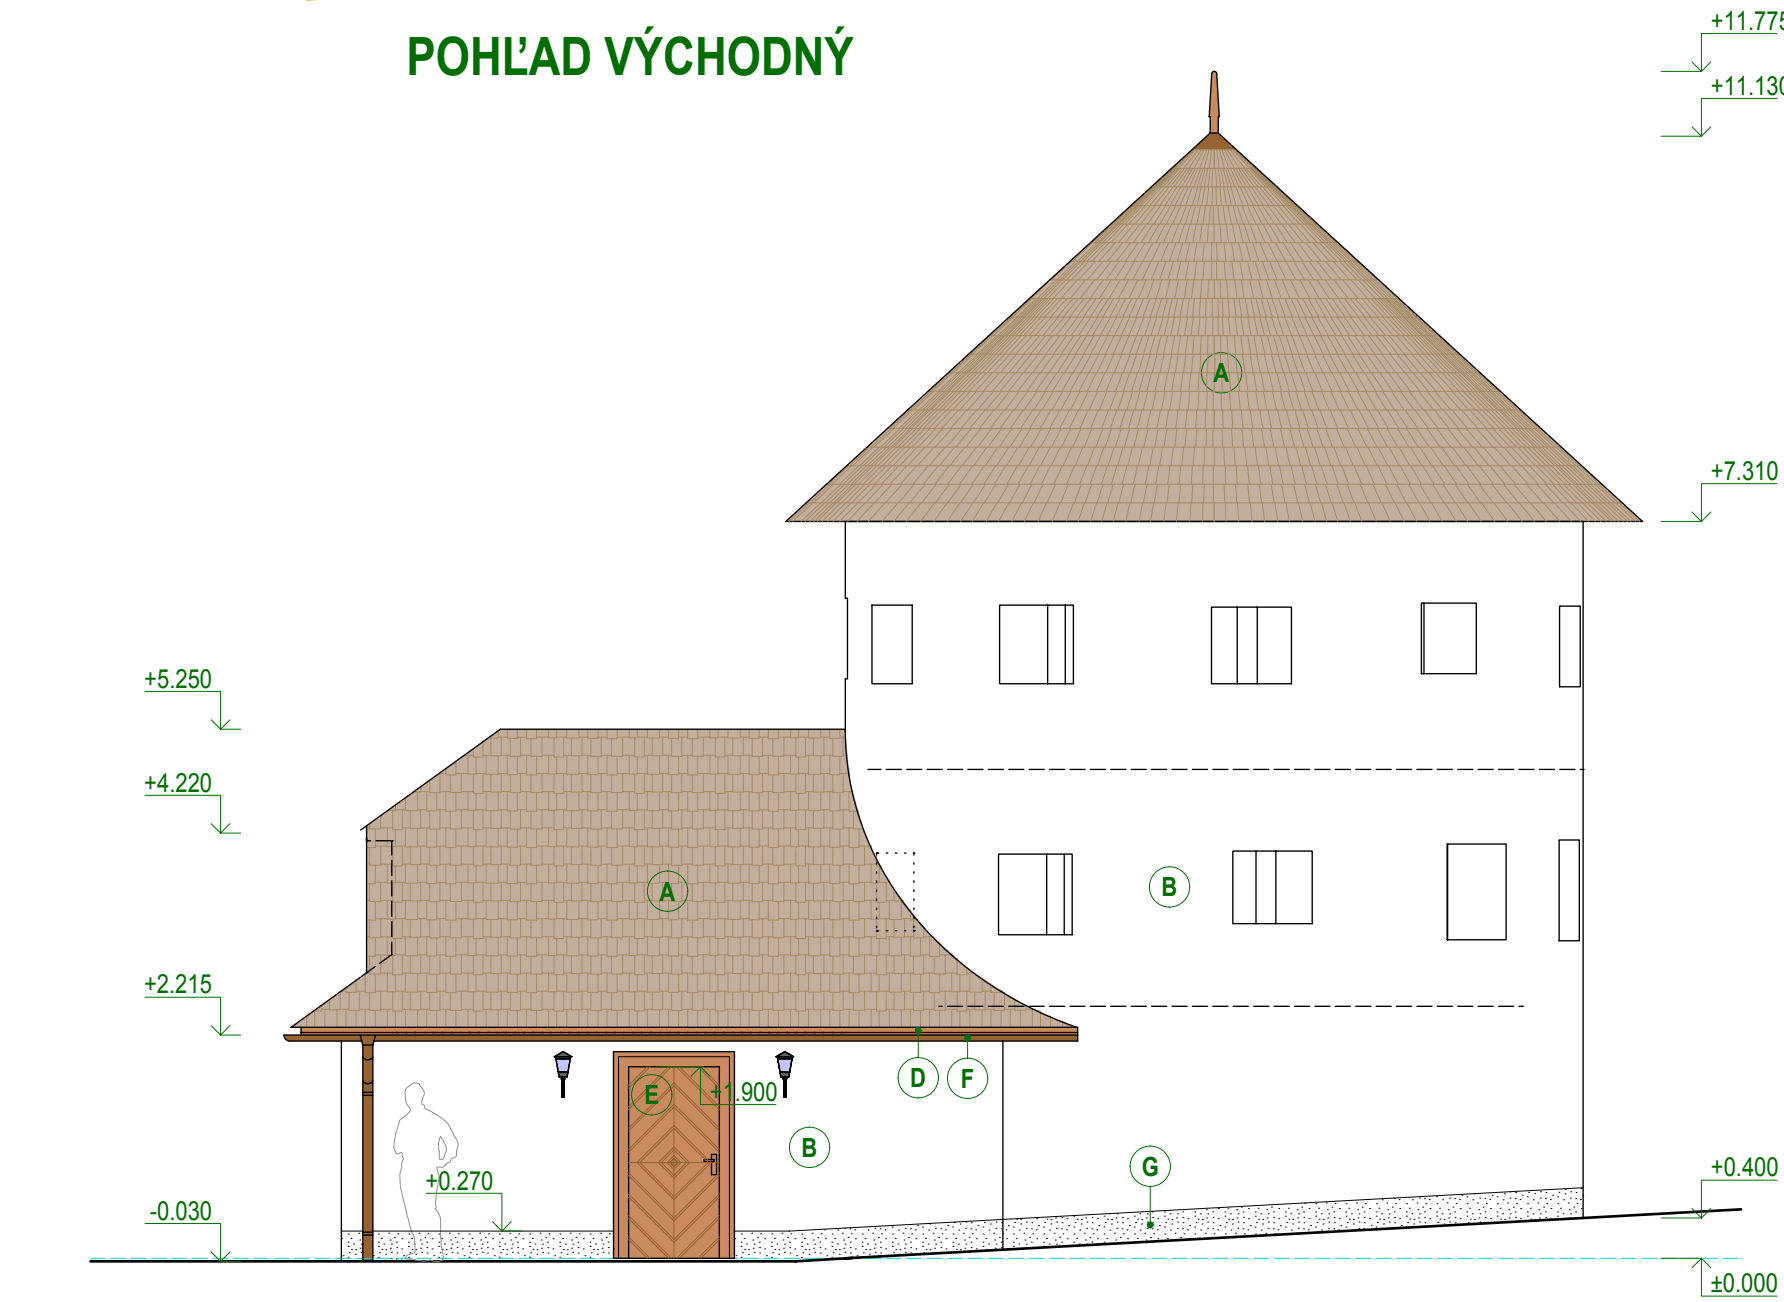 POHĽAD VÝCHODNÝ
+11.775
+11.130
A
+7.310
+5.250
+4.220
A
B
+2.215
D
F
E
+1.900
B
G
+0.270
+0.400
-0.030
±0.000